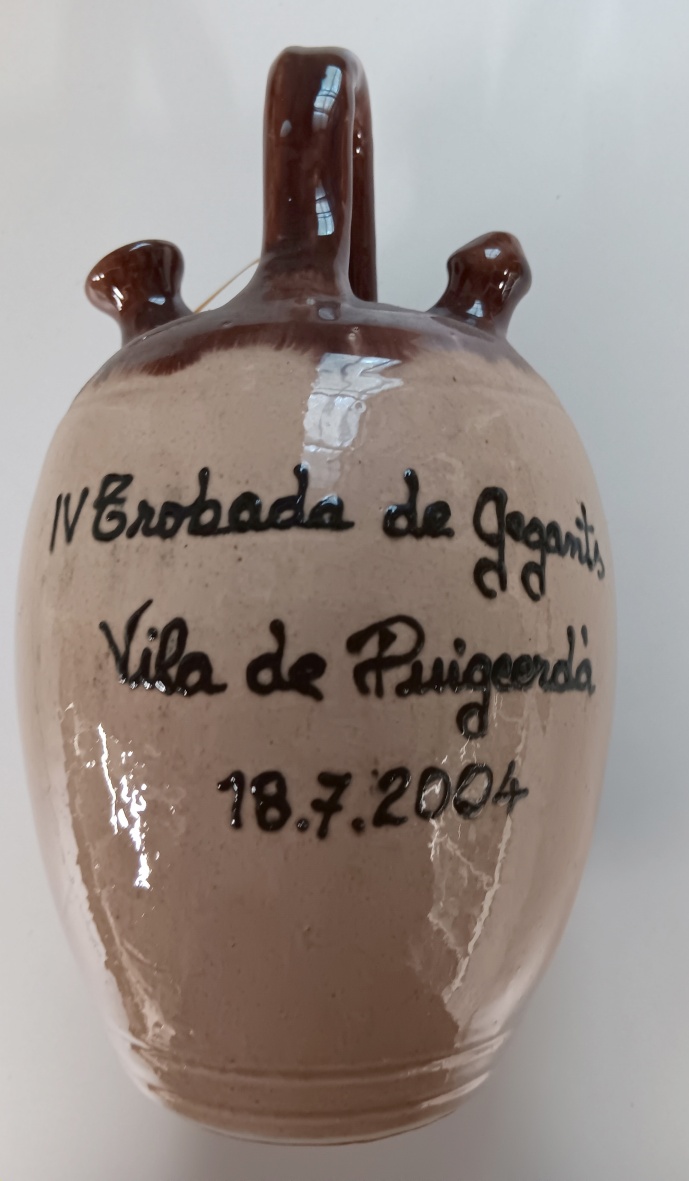 IV Trobada de gegants
Vila de Puigcerdà
18.7.2004